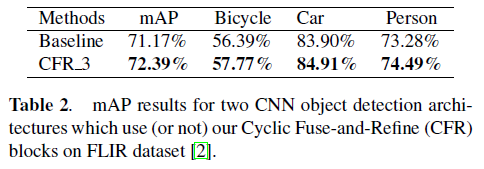 Methods mAP Bicycle Car Person
Baseline 71.17% 56.39% 83.90% 73.28%
CFR_3 72.39% 57.77% 84.91% 74.49%
Table 2. mAP results for two CNN object detection archi-
tectures which use (or not) our Cyclic Fuse-and-Refine (CFR)
blocks on FLIR dataset [2].